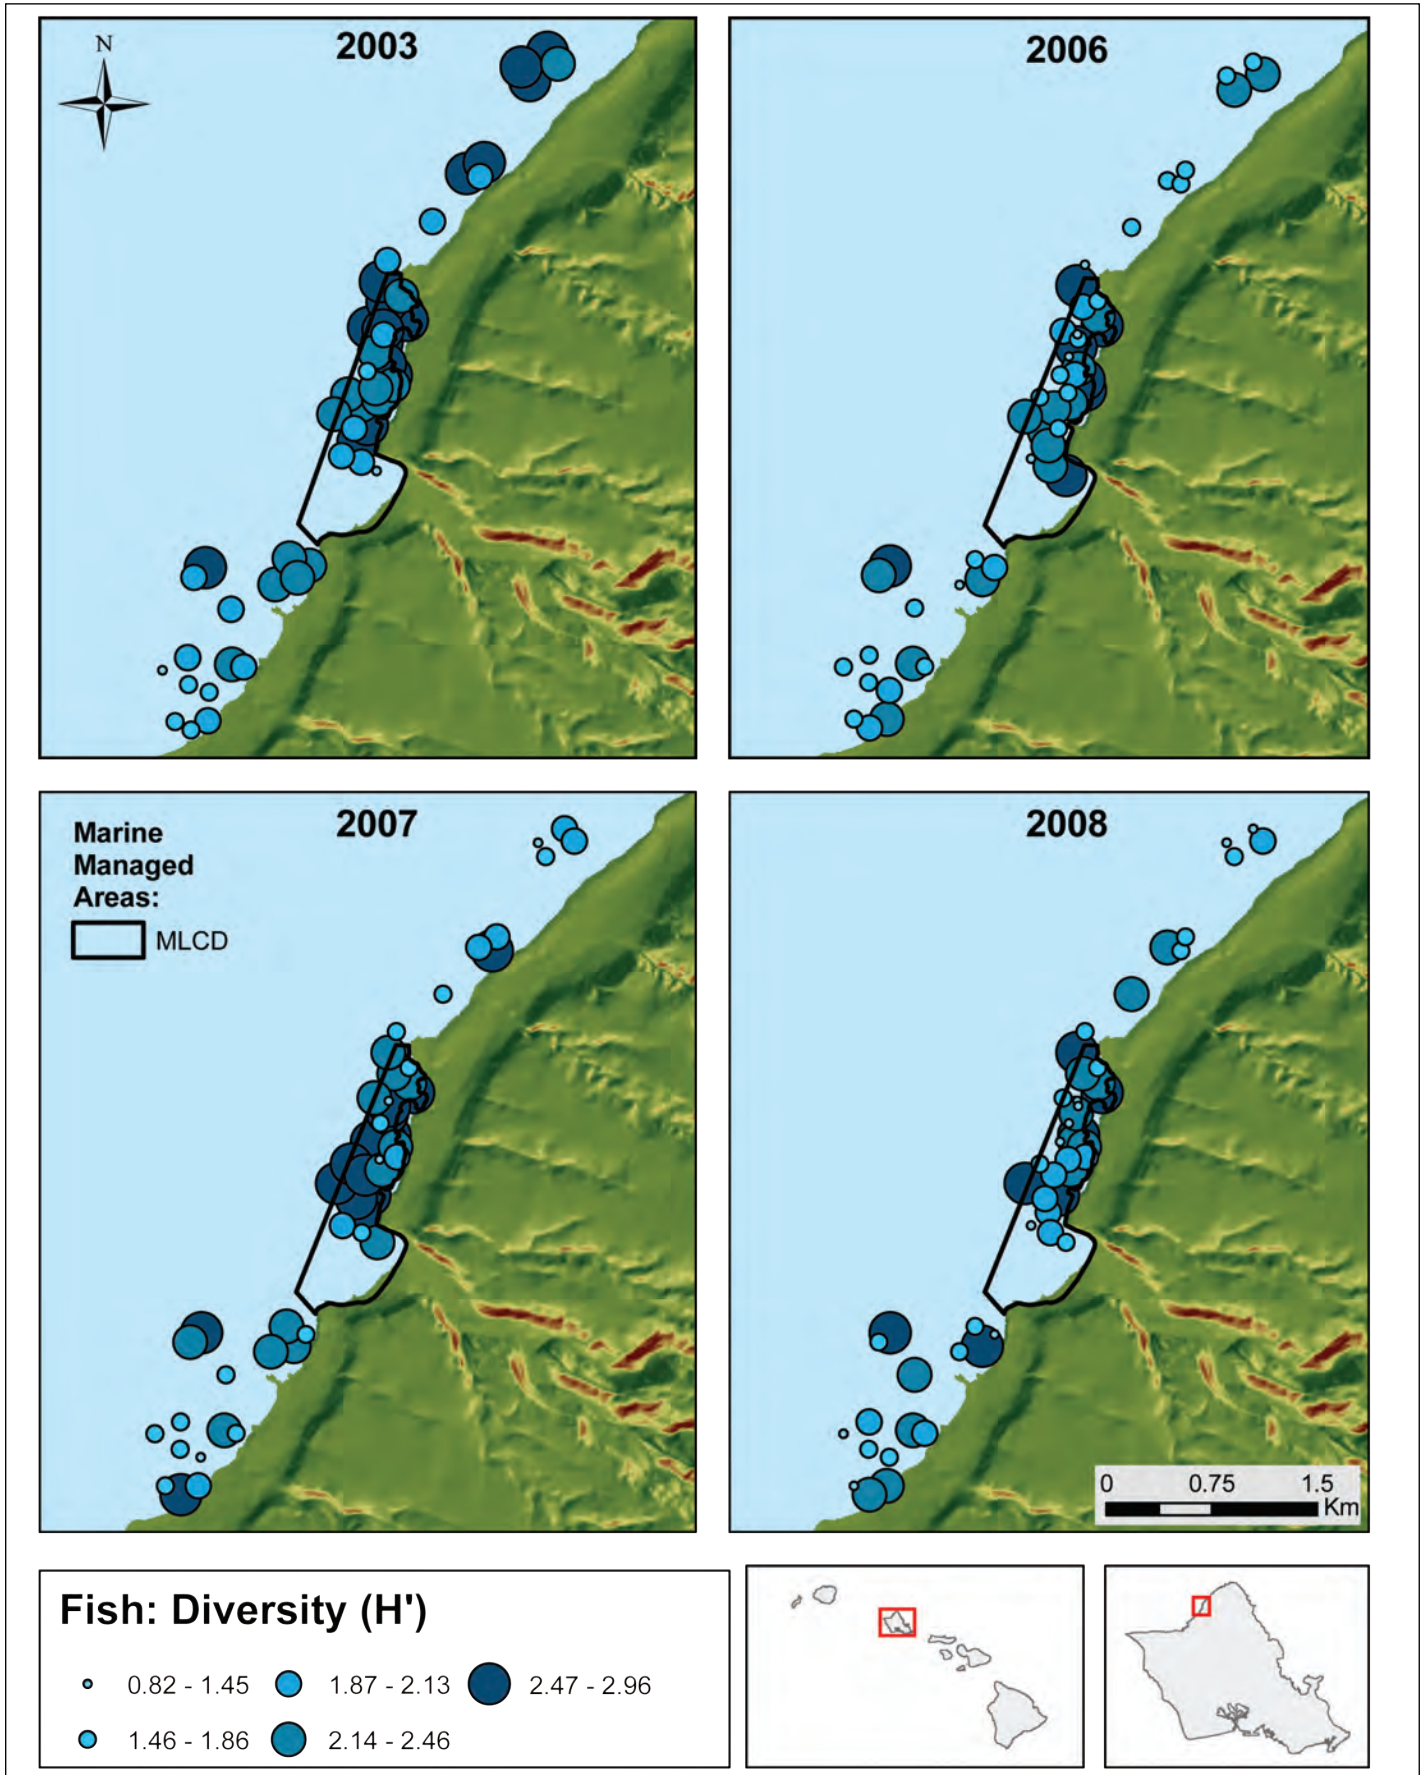 N
2003
2006
2007
2008
Marine
Managed
Areas:
MLCD
0 0.75 1.5
Km
Fish: Diversity (H')
0.82 - 1.45 1.87 - 2.13 2.47 - 2.96
1.46 - 1.86 2.14 - 2.46